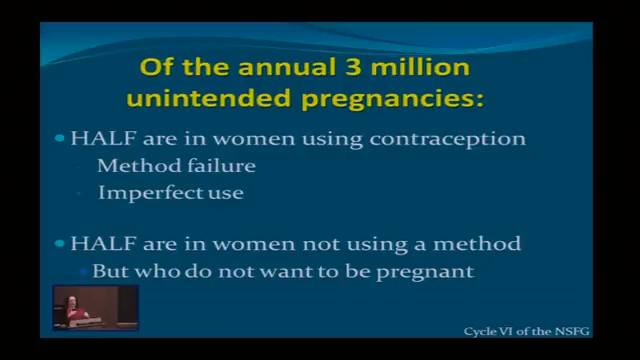 Of the annual 3 million
unintended pregnancies:
HALF are in women using contraception
Method failure
Imperfect use
HALF are in women not using a method
But who do not want to be pregnant
Cycle VI of the NSFG